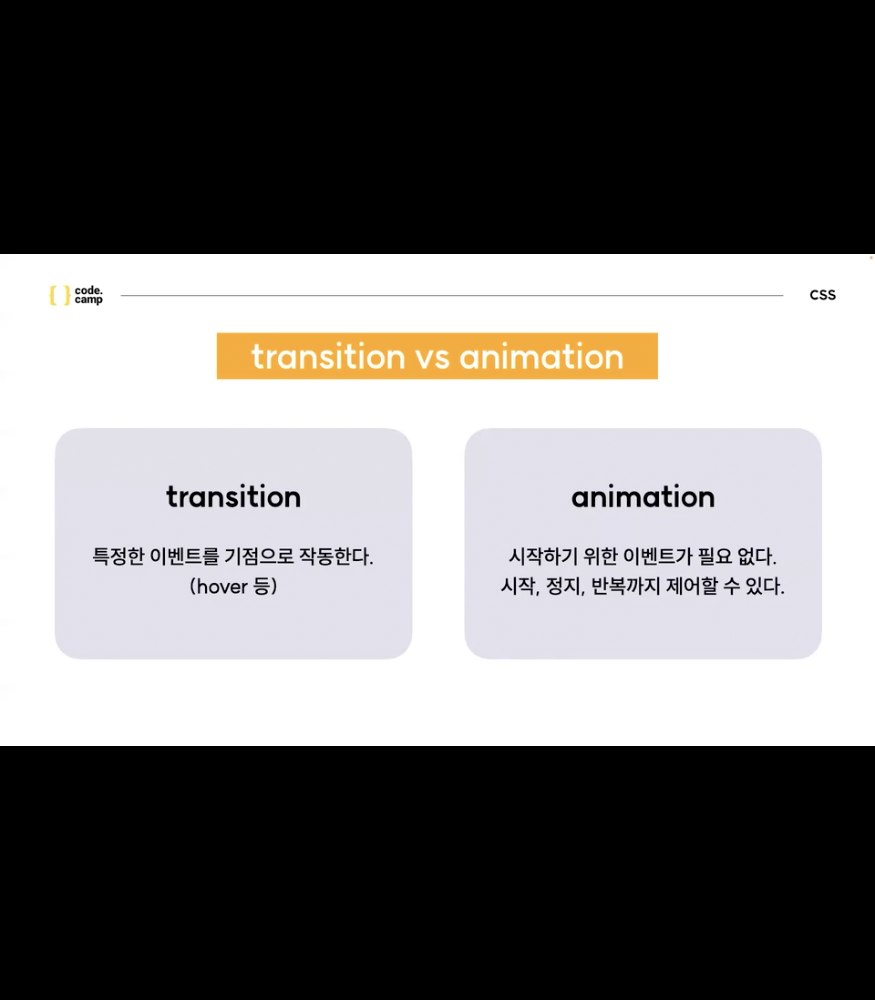 code.
camp
CSS
transition vs animation
transition
특정한 이벤트를 기점으로 작동한다.
(hover 등)
animation
시작하기 위한 이벤트가 필요 없다.
시작, 정지, 반복까지 제어할 수 있다.